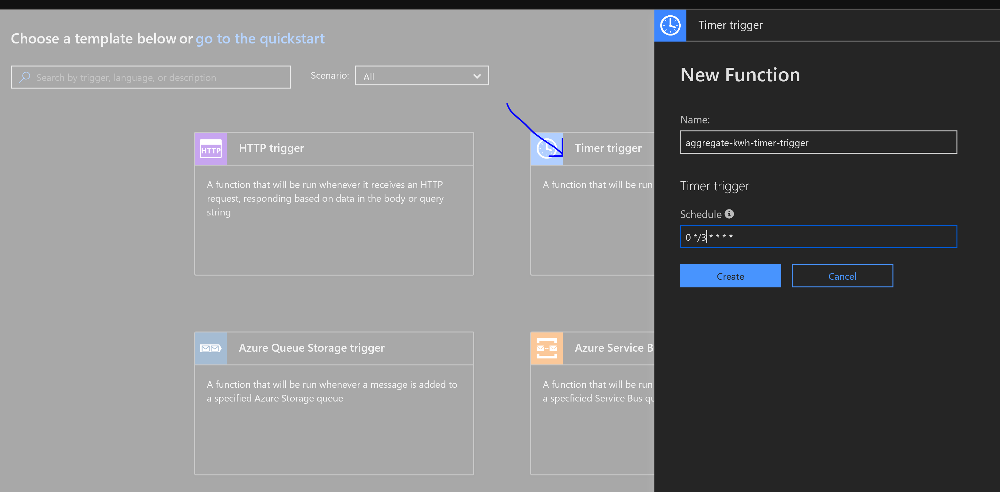 Choose a template below or go to the quickstart
Search by trigger, language, or description
Scenario:
All
HTTP
HTTP trigger
A function that will be run whenever it receives an HTTP
request, responding based on data in the body or query
string
Timer trigger
A function that will be run
Azure Queue Storage trigger
A function that will be run whenever a message is added to
a specified Azure Storage queue
Azure Service B
A function that will be run
a specficied Service Bus qu
Timer trigger
New Function
Name:
aggregate-kwh-timer-trigger
Timer trigger
Schedule
0 */3 * * * *
Create
Cancel